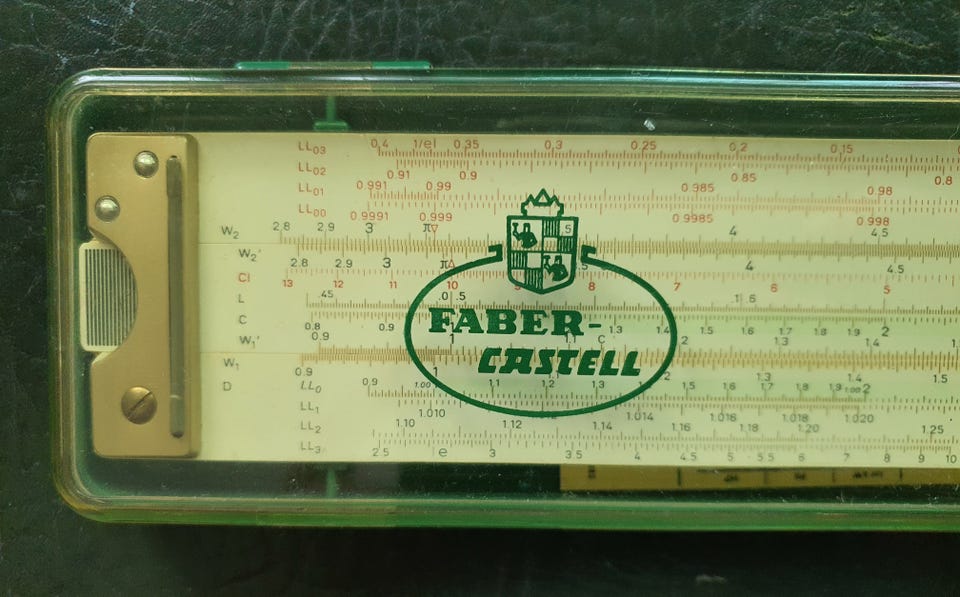 LL03 0,4 1/el 0,35 0,3 0,25 0,2 0,15
LL02 0.91 0.9 0.85 0.8
LL01 0.991 0.99 0.985 0.98
LL00 0.9991 0.999 0.9985 0.998
W2 2.8 2.9 3 π 4 4.5
W2' 2.8 2.9 3 π 4 4.5
CI 13 12 11 10 9 8 7 6 5
L .45 .0 .5 .1 6
C 0.8 0.9 1 1.1 C 1.3 1.4 1.5 1.6 1.7 1.8 1.9 2
W1' 0.9 1 1.2 1.3 1.4
W1 0.9 1 1.3 1.4 1.5
D LL0 0,9 1.00 1,1 1,2 1,3 1,5 1,6 1,7 1,8 1,9 2
LL1 1.010 1.014 1.016 1.018 1.020
LL2 1.10 1.12 1.14 1.16 1.18 1.20 1.25
LL3 2.5 e 3 3.5 4 4.5 5 5.5 6 7 8 9 10
FABER-
CASTELL